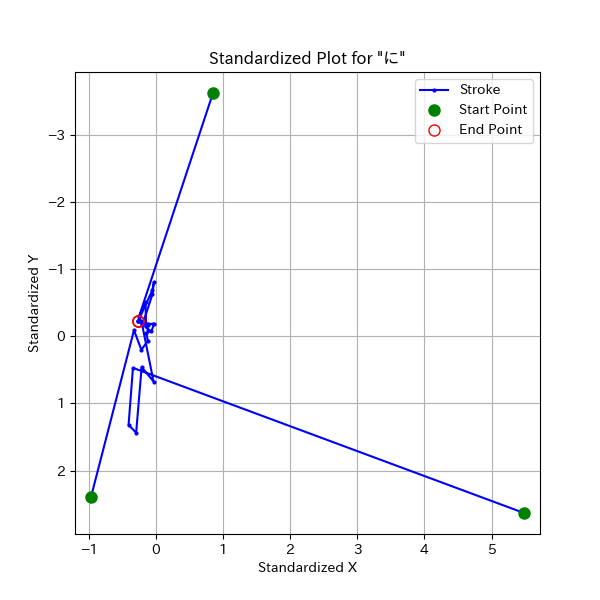 Standardized Plot for "に"
Stroke
Start Point
End Point
Standardized Y
−3
−2
−1
0
1
2
−1 0 1 2 3 4 5
Standardized X